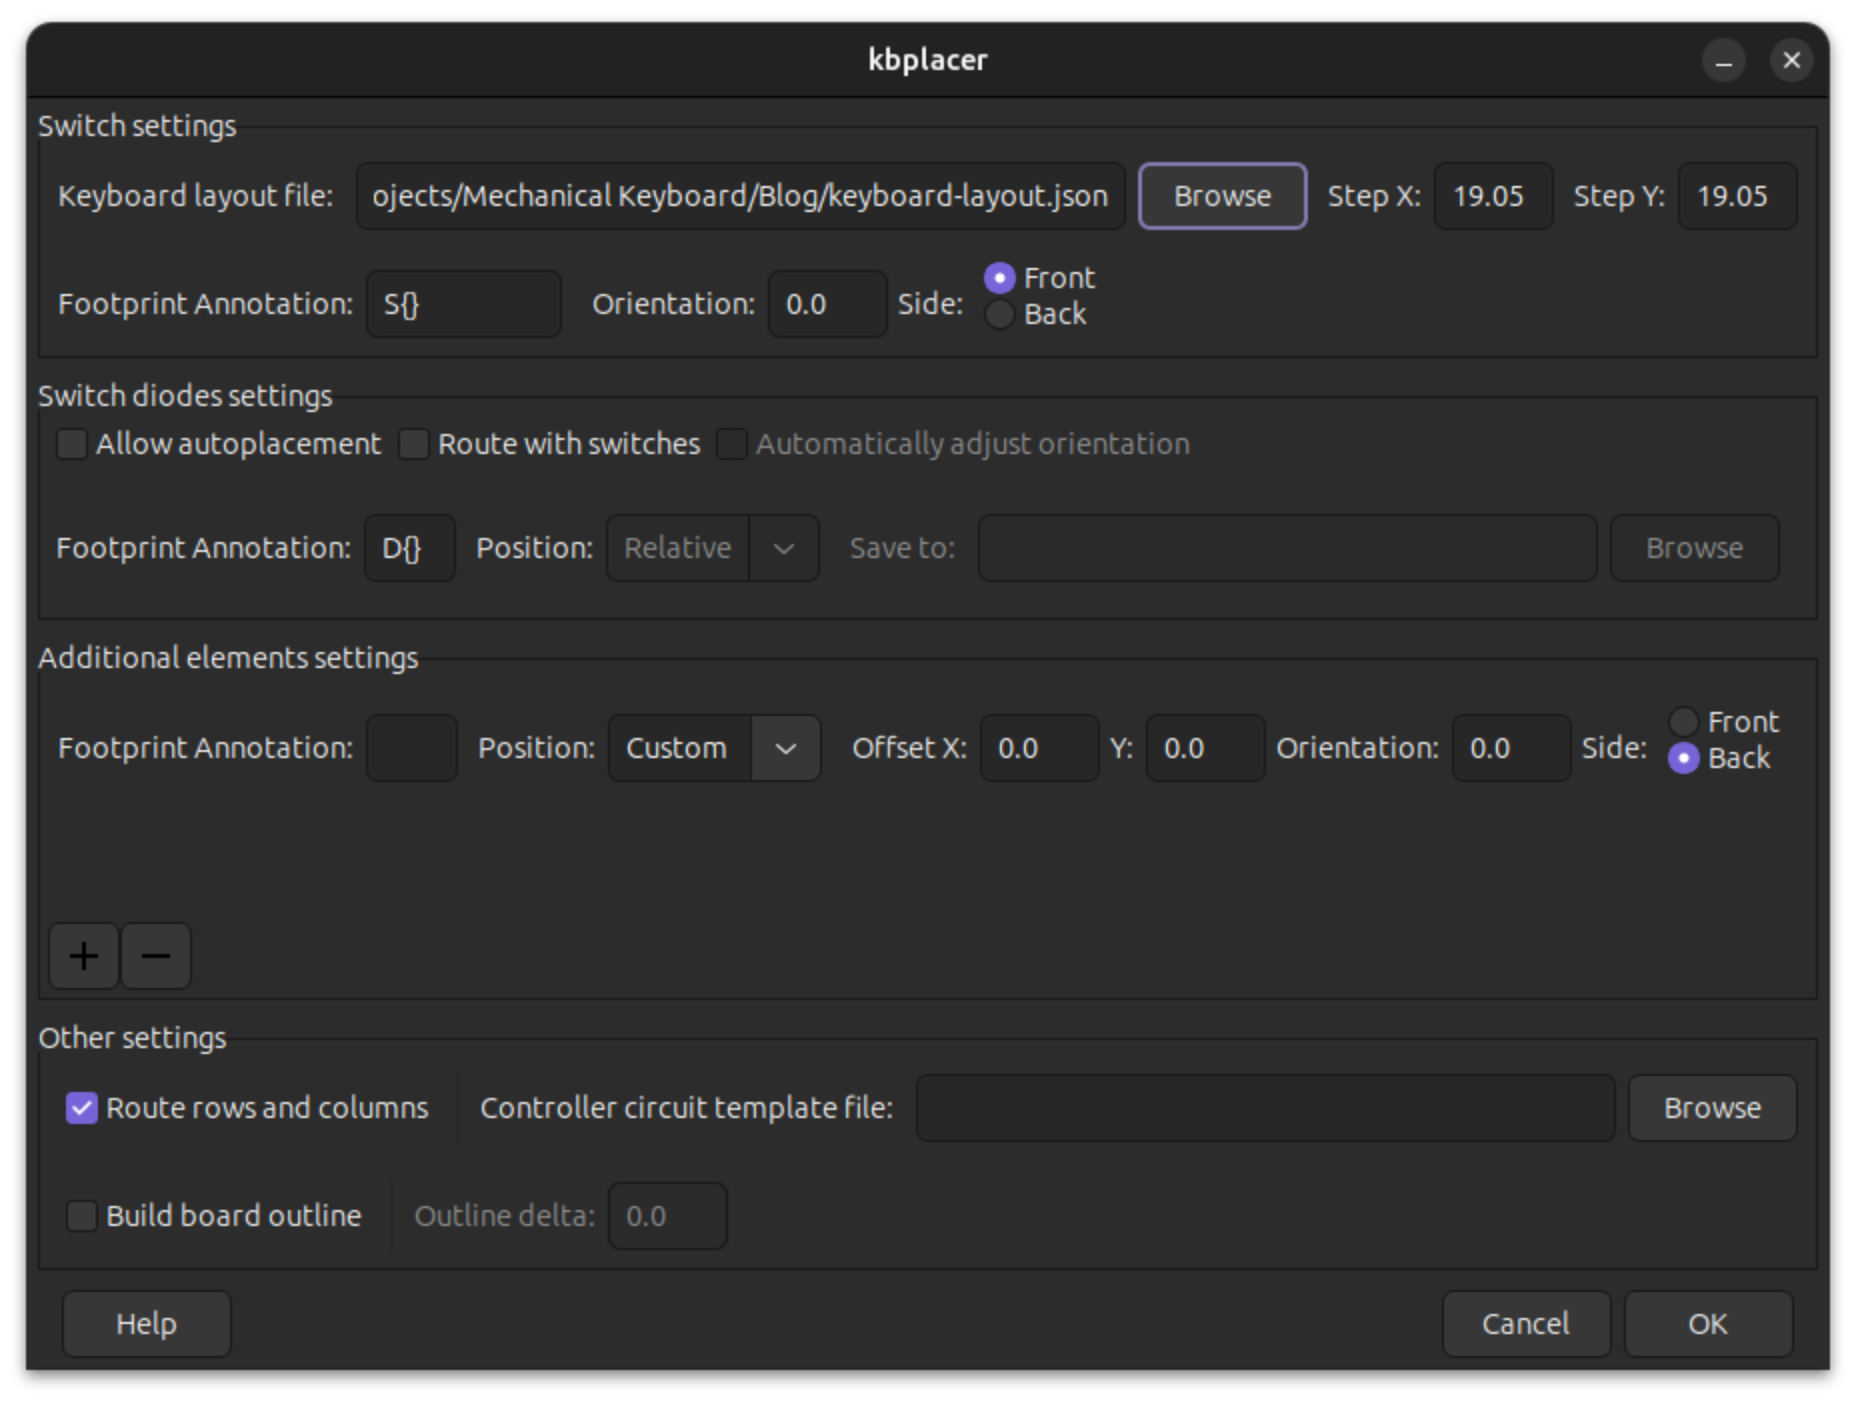 kbplacer
Switch settings
Keyboard layout file: ojects/Mechanical Keyboard/Blog/keyboard-layout.json Browse Step X: 19.05 Step Y: 19.05
Footprint Annotation: S{} Orientation: 0.0 Side: Front
Back
Switch diodes settings
Allow autoplacement Route with switches Automatically adjust orientation
Footprint Annotation: D{} Position: Relative Save to: Browse
Additional elements settings
Footprint Annotation: Position: Custom Offset X: 0.0 Y: 0.0 Orientation: 0.0 Side: Front
Back
Other settings
Route rows and columns Controller circuit template file: Browse
Build board outline Outline delta: 0.0
Help Cancel OK